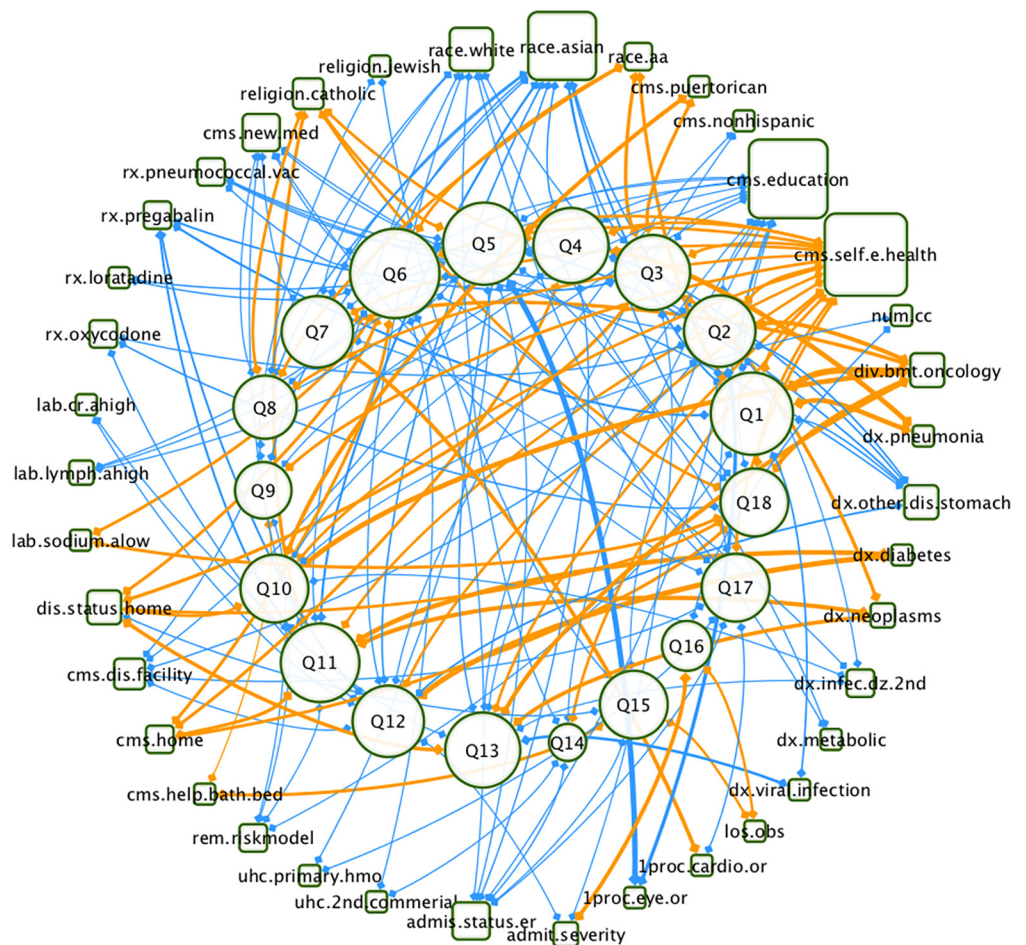 race.white
race.asian
race.aa
religion.jewish
cms.puertorican
religion.catholic
cms.nonhispanic
cms.new.med
rx.pneumococcal.vac
cms.education
rx.pregabalin
Q5
Q4
cms.self.e.health
Q6
Q3
rx.loratadine
num.cc
rx.oxycodone
Q7
Q2
div.bmt.oncology
lab.cr.ahigh
Q8
Q1
dx.pneumonia
lab.lymph.ahigh
Q9
Q18
dx.other.dis.stomach
lab.sodium.alow
dx.diabetes
Q10
Q17
dis.status.home
dx.neoplasms
Q11
Q16
cms.dis.facility
dx.infec.dz.2nd
Q12
Q15
cms.home
Q13
Q14
dx.metabolic
cms.help.bath.bed
dx.viral.infection
rem.riskmodel
los.obs
uhc.primary.hmo
1proc.cardio.or
uhc.2nd.commerial
1proc.eye.or
admis.status.er
admit.severity